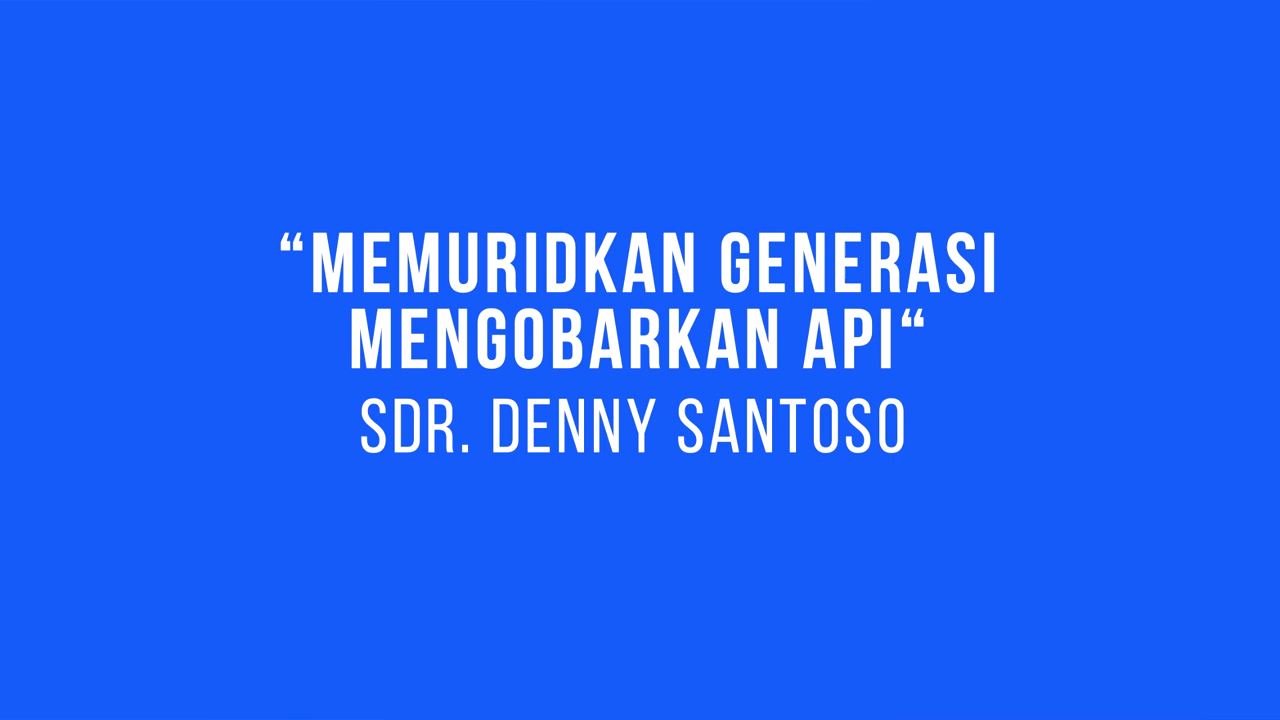 “MEMURIDKAN GENERASI
MENGOBARKAN API“
SDR. DENNY SANTOSO